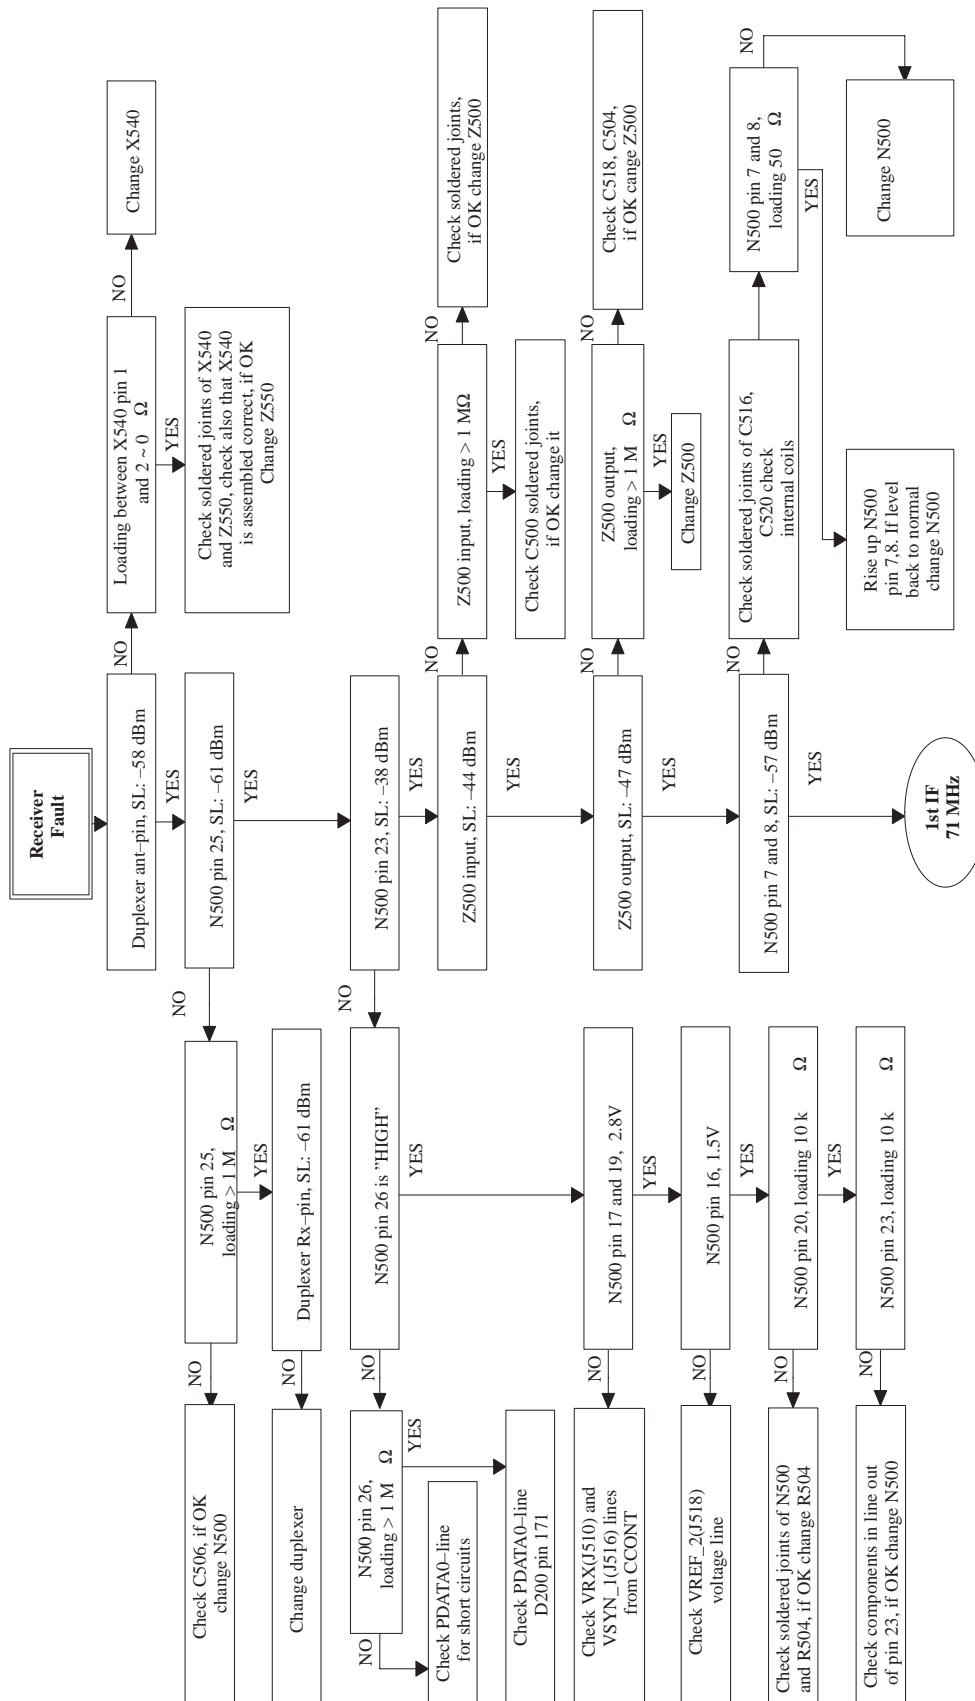 Receiver
Fault
Duplexer ant–pin, SL: –58 dBm
NO
Loading between X540 pin 1
and 2 ~ 0 Ω
NO
Change X540
YES
Check soldered joints of X540
and Z550, check also that X540
is assembled correct, if OK
Change Z550
YES
N500 pin 25, SL: –61 dBm
NO
N500 pin 25,
loading > 1 M Ω
NO
Check C506, if OK
change N500
YES
Duplexer Rx–pin, SL: –61 dBm
NO
Change duplexer
YES
N500 pin 23, SL: –38 dBm
NO
N500 pin 26 is ”HIGH”
NO
N500 pin 26,
loading > 1 M Ω
NO
Check PDATA0–line
for short circuits
YES
Check PDATA0–line
D200 pin 171
YES
N500 pin 17 and 19, 2.8V
NO
Check VRX(J510) and
VSYN_1(J516) lines
from CCONT
YES
N500 pin 16, 1.5V
NO
Check VREF_2(J518)
voltage line
YES
N500 pin 20, loading 10 k Ω
NO
Check soldered joints of N500
and R504, if OK change R504
YES
N500 pin 23, loading 10 k Ω
NO
Check components in line out
of pin 23, if OK change N500
YES
Z500 input, SL: –44 dBm
NO
Z500 input, loading > 1 MΩ
NO
Check soldered joints,
if OK change Z500
YES
Check C500 soldered joints,
if OK change it
YES
Z500 output, SL: –47 dBm
NO
Z500 output,
loading > 1 M Ω
NO
Check C518, C504,
if OK cange Z500
YES
Change Z500
YES
N500 pin 7 and 8, SL: –57 dBm
NO
Check soldered joints of C516,
C520 check
internal coils
N500 pin 7 and 8,
loading 50 Ω
NO
Change N500
YES
Rise up N500
pin 7,8. If level
back to normal
change N500
YES
1st IF
71 MHz